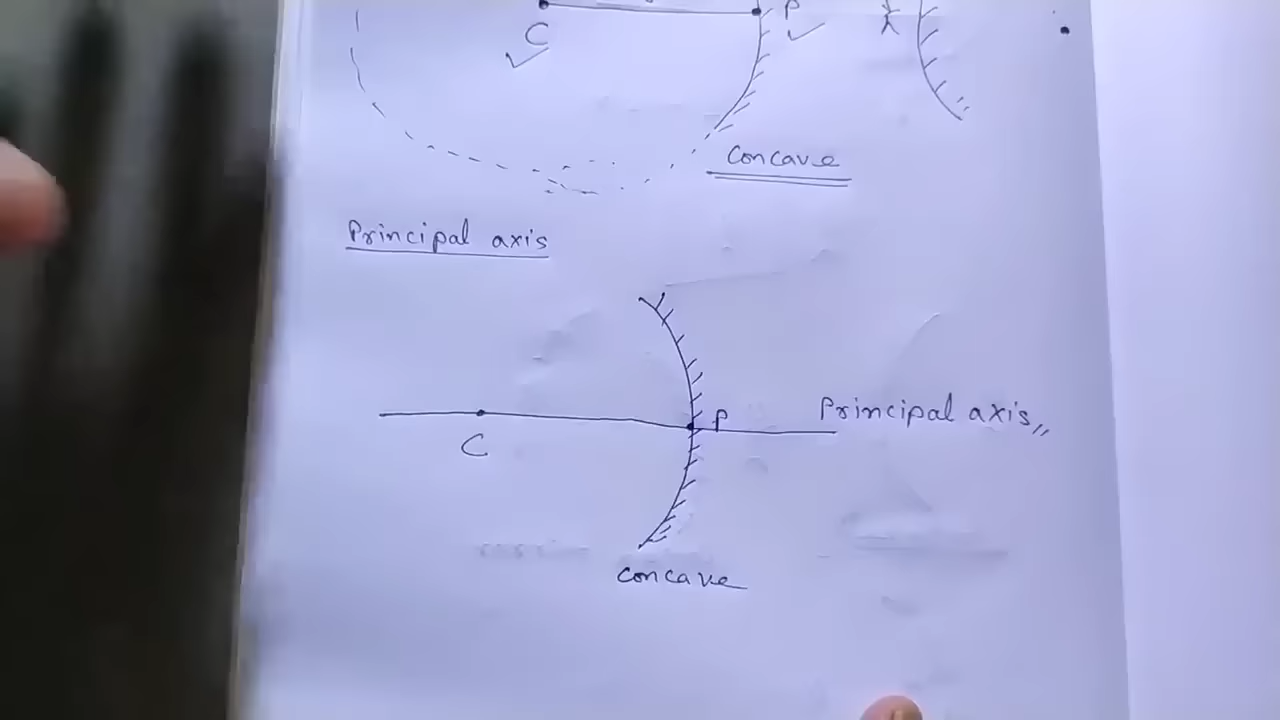 C
P
Concave
Principal axis
P
Principal axis
C
concave